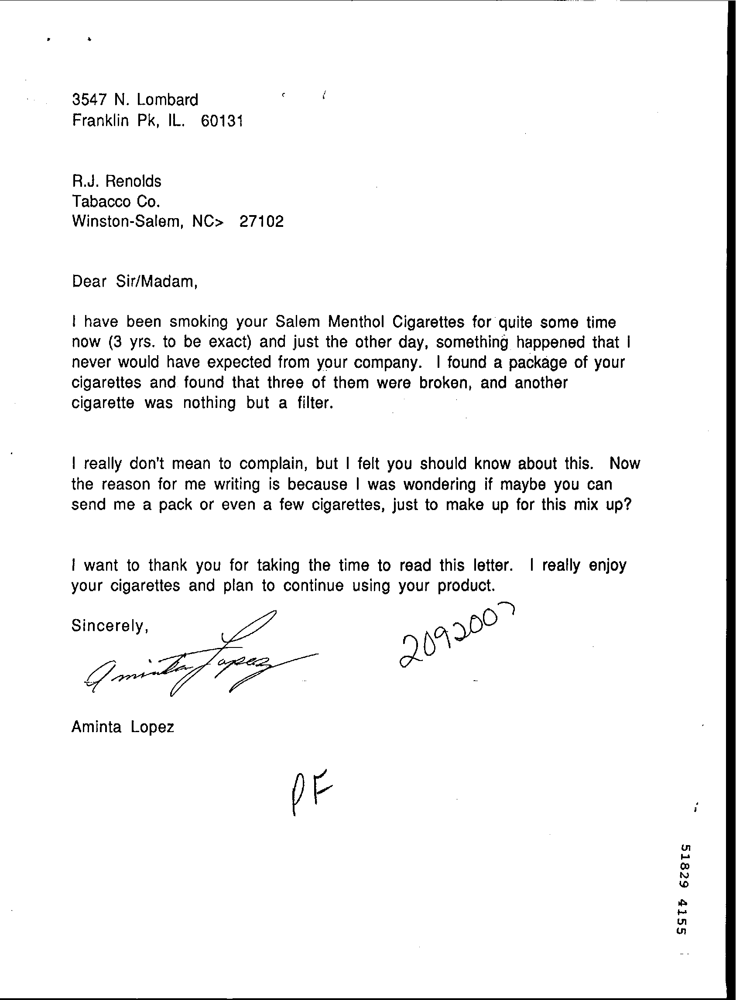 3547 N. Lombard
Franklin Pk, IL. 60131
R.J. Renolds
Tabacco Co.
Winston-Salem, NC> 27102
Dear Sir/Madam,
I have been smoking your Salem Menthol Cigarettes for quite some time
now (3 yrs. to be exact) and just the other day, something happened that I
never would have expected from your company. I found a package of your
cigarettes and found that three of them were broken, and another
cigarette was nothing but a filter.
I really don't mean to complain, but I felt you should know about this. Now
the reason for me writing is because I was wondering if maybe you can
send me a pack or even a few cigarettes, just to make up for this mix up?
I want to thank you for taking the time to read this letter. I really enjoy
your cigarettes and plan to continue using your product.
Sincerely,
Aminta Lopez
2092007
Aminta Lopez
PF
51829 4155